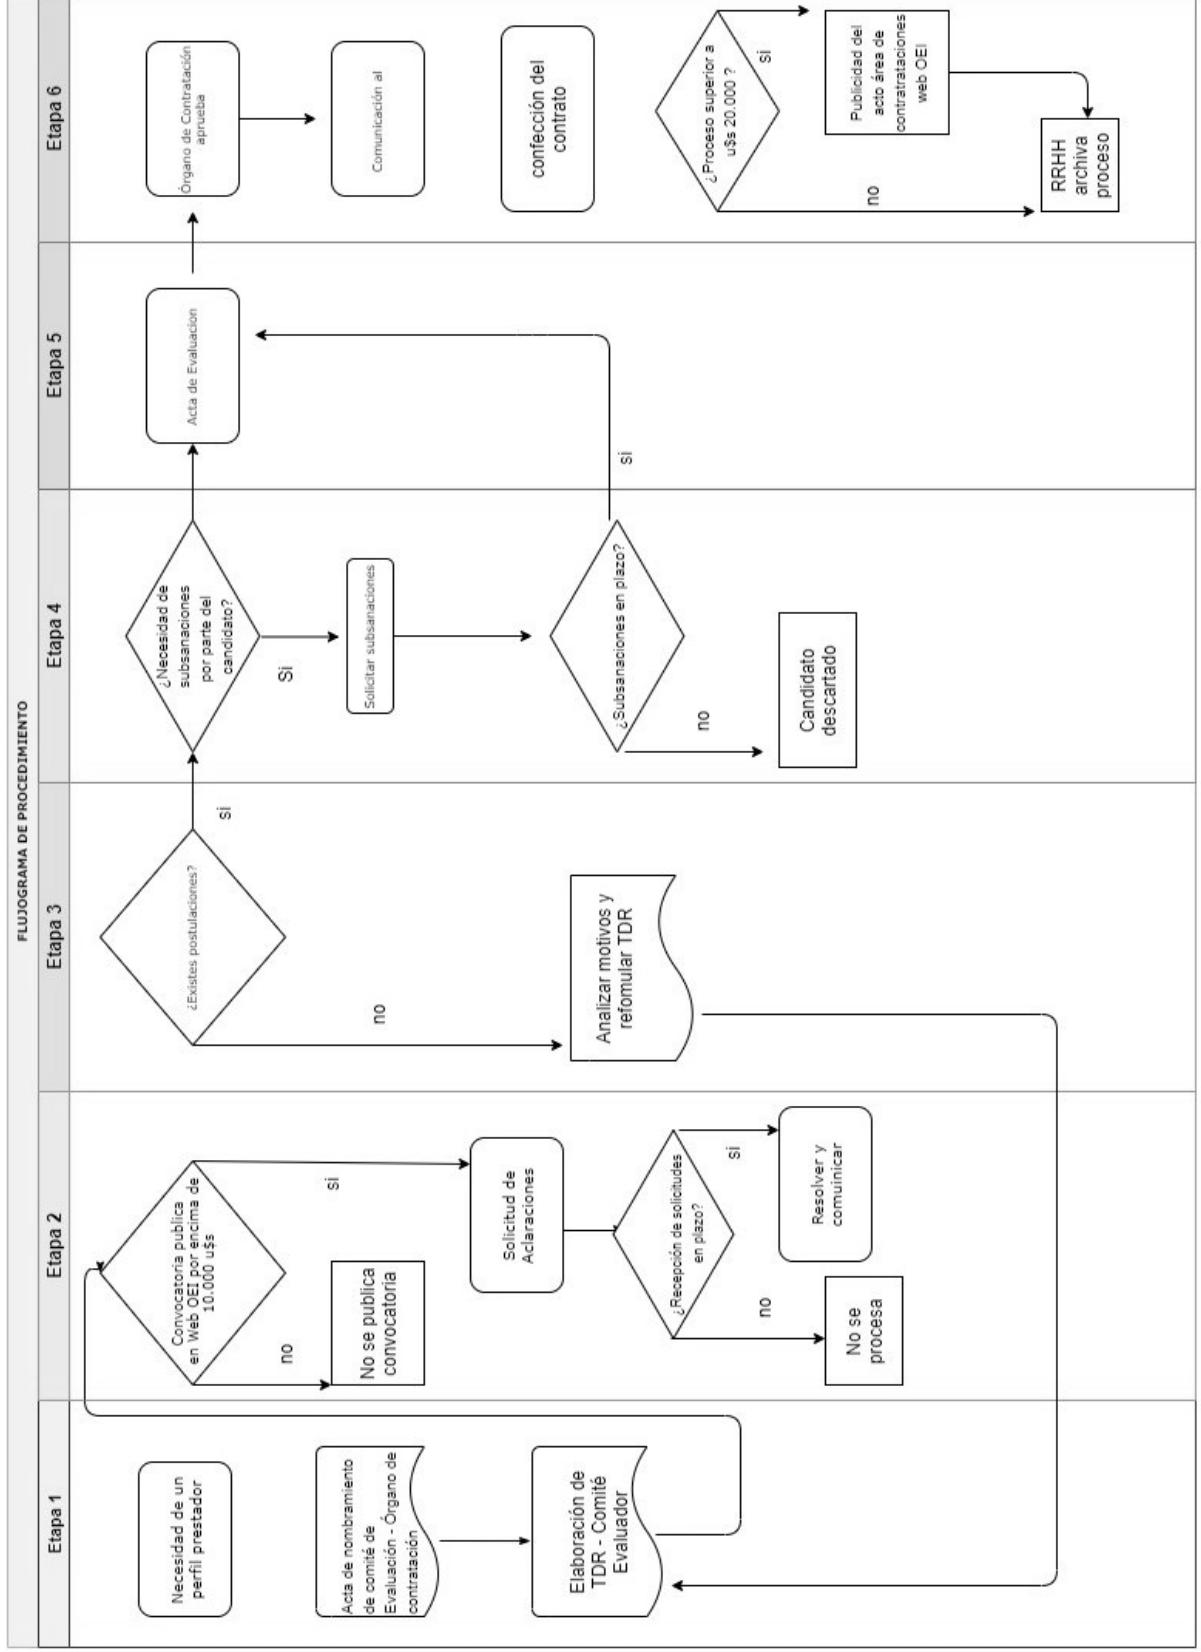 FLUJOGRAMA DE PROCEDIMIENTO
Etapa 1
Etapa 2
Etapa 3
Etapa 4
Etapa 5
Etapa 6
Necesidad de un
perfil prestador
Acta de nombramiento
de comité de
Evaluación - Órgano de
contratación
Elaboración de
TDR - Comité
Evaluador
Convocatoria publica
en Web OEI por encima de
10.000 u$s
no
si
No se publica
convocatoria
Solicitud de
Aclaraciones
¿Recepción de solicitudes
en plazo?
no
si
No se
procesa
Resolver y
comuinicar
¿Existes postulaciones?
si
no
Analizar motivos y
refomular TDR
¿Necesidad de
subsanaciones
por parte del
candidato?
Si
Solicitar subsanaciones
¿Subsanaciones en plazo?
no
si
Candidato
descartado
Acta de Evaluacion
Órgano de Contratación
aprueba
Comunicación al
confección del
contrato
¿Proceso superior a
u$s 20.000 ?
si
no
Publicidad del
acto área de
contratrataciones
web OEI
RRHH
archiva
proceso